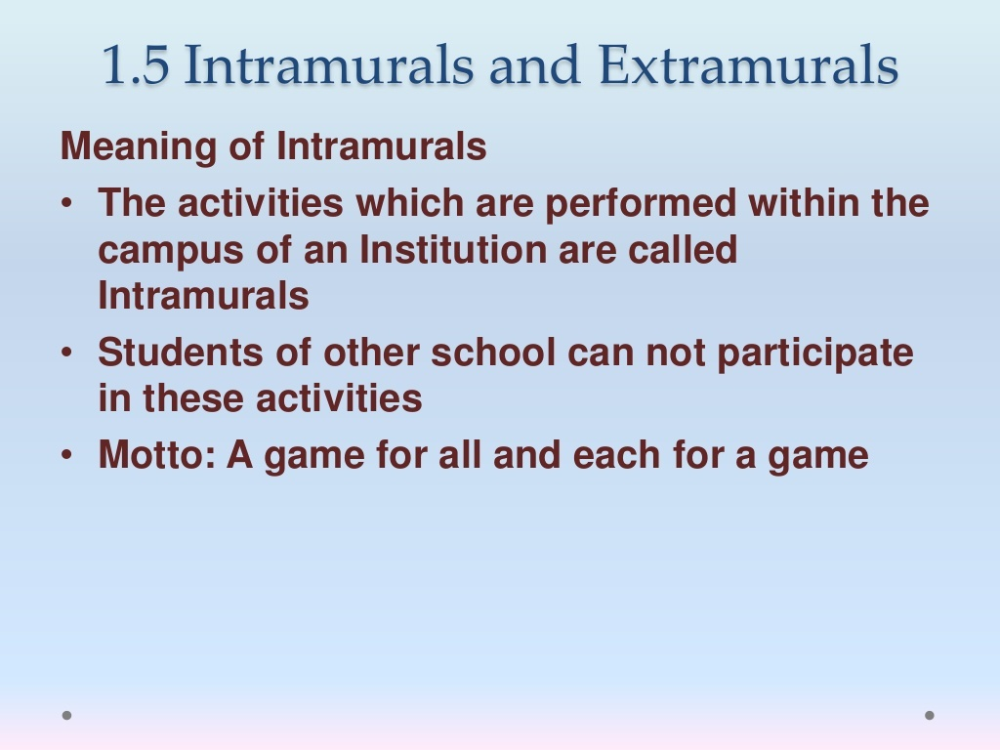 1.5 Intramurals and Extramurals
Meaning of Intramurals
• The activities which are performed within the
campus of an Institution are called
Intramurals
• Students of other school can not participate
in these activities
• Motto: A game for all and each for a game